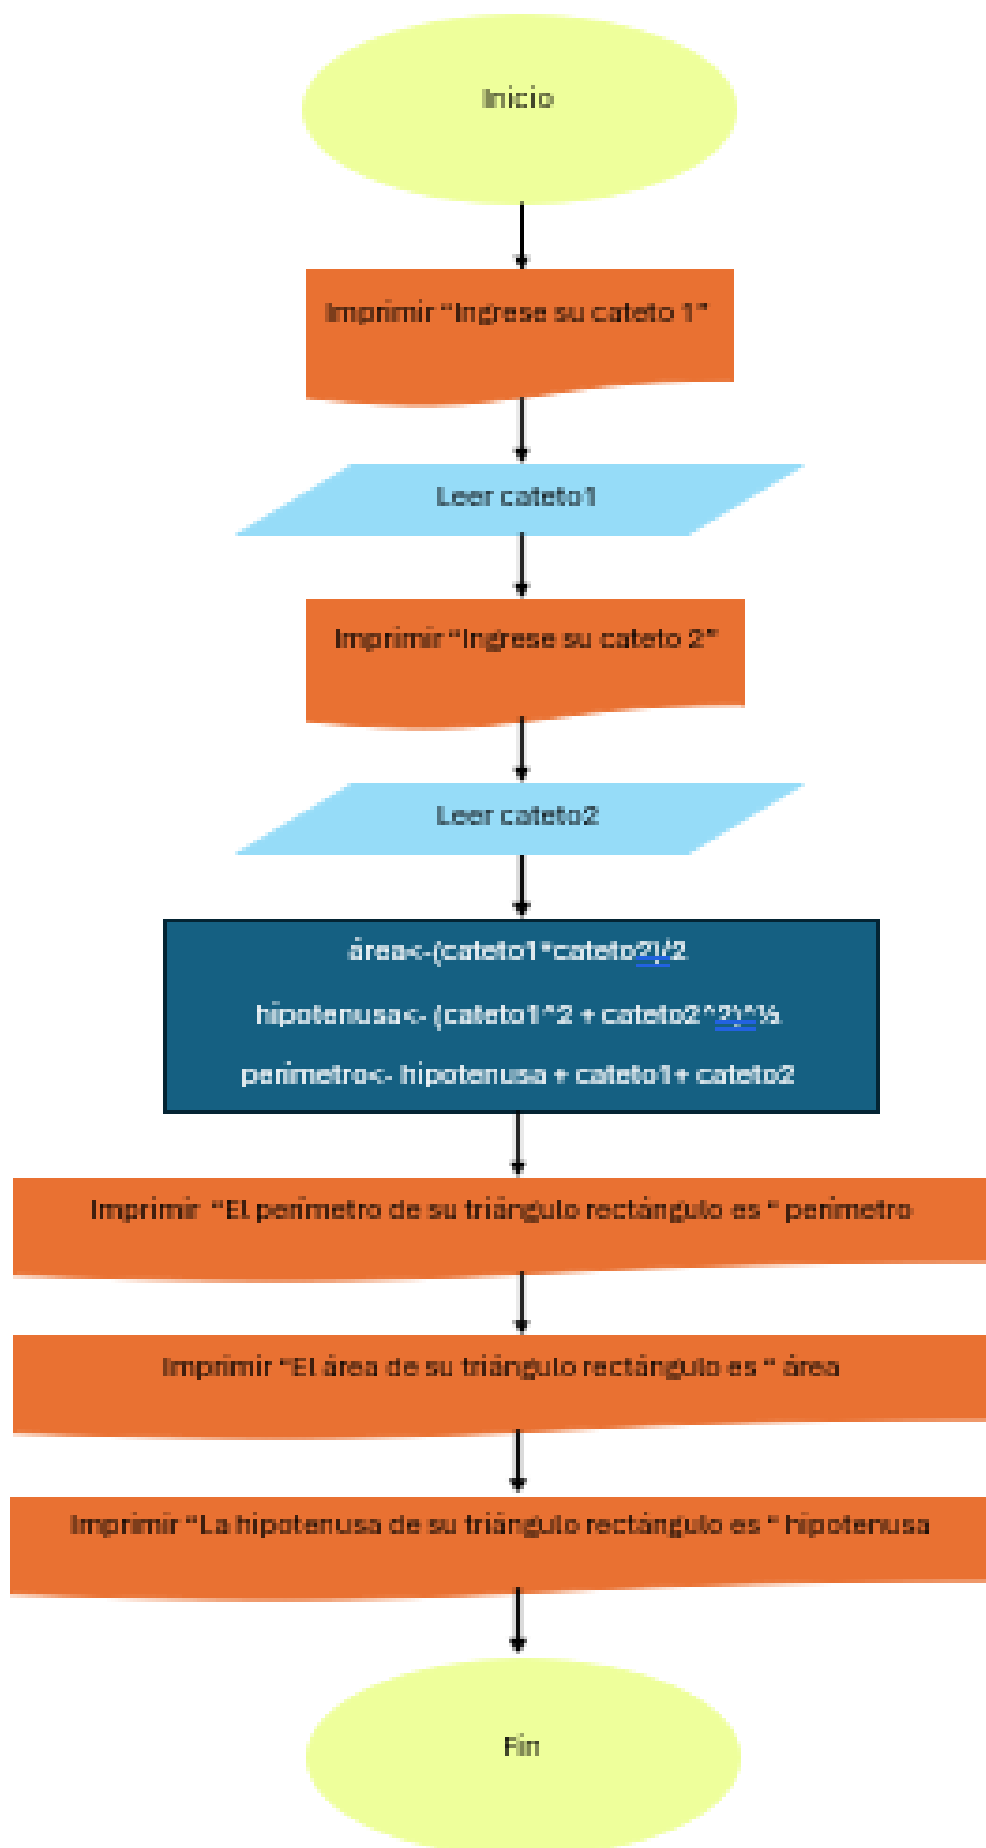 Inicio
Imprimir “Ingrese su cateto 1”
Leer cateto1
Imprimir “Ingrese su cateto 2”
Leer cateto2
área<-(cateto1*cateto2)/2
hipotenusa<- (cateto1^2 + cateto2^2)^½
perimetro<- hipotenusa + cateto1+ cateto2
Imprimir “El perimetro de su triángulo rectángulo es “ perimetro
Imprimir “El área de su triángulo rectángulo es “ área
Imprimir “La hipotenusa de su triángulo rectángulo es “ hipotenusa
Fin